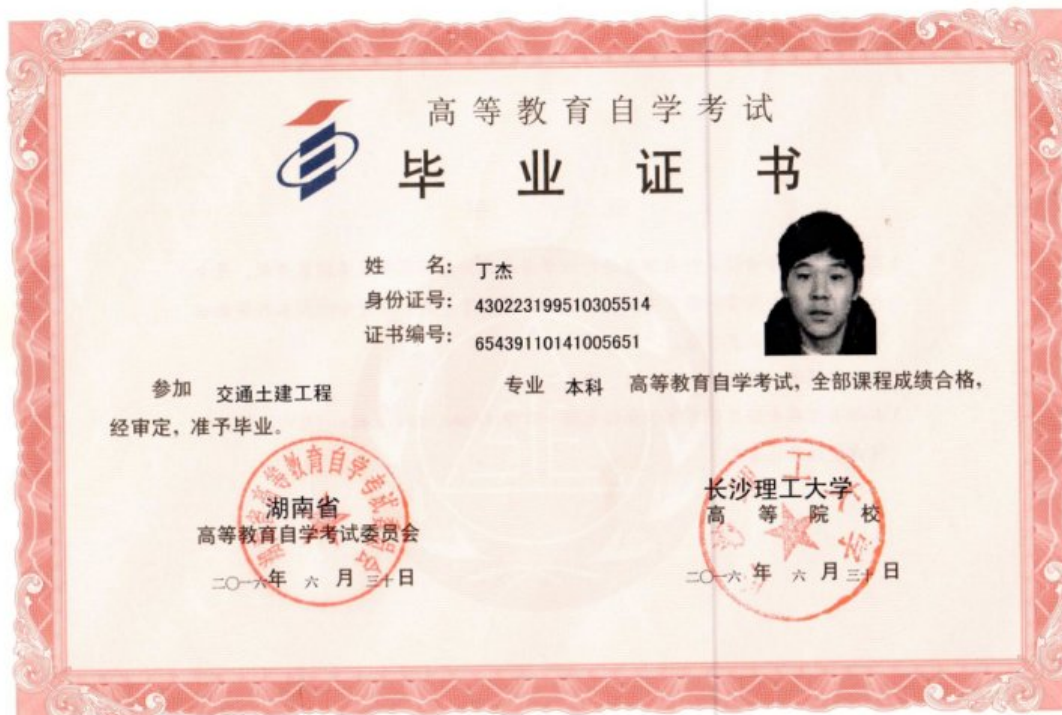 高等教育自学考试
毕业证书
姓 名: 丁杰
身份证号: 430223199510305514
证书编号: 65439110141005651
参加 交通土建工程 专业 本科 高等教育自学考试，全部课程成绩合格，
经审定，准予毕业。
湖南省
高等教育自学考试委员会
二〇一六年 六 月 三十日
长沙理工大学
高等院校
二〇一六 年 六 月 三十 日